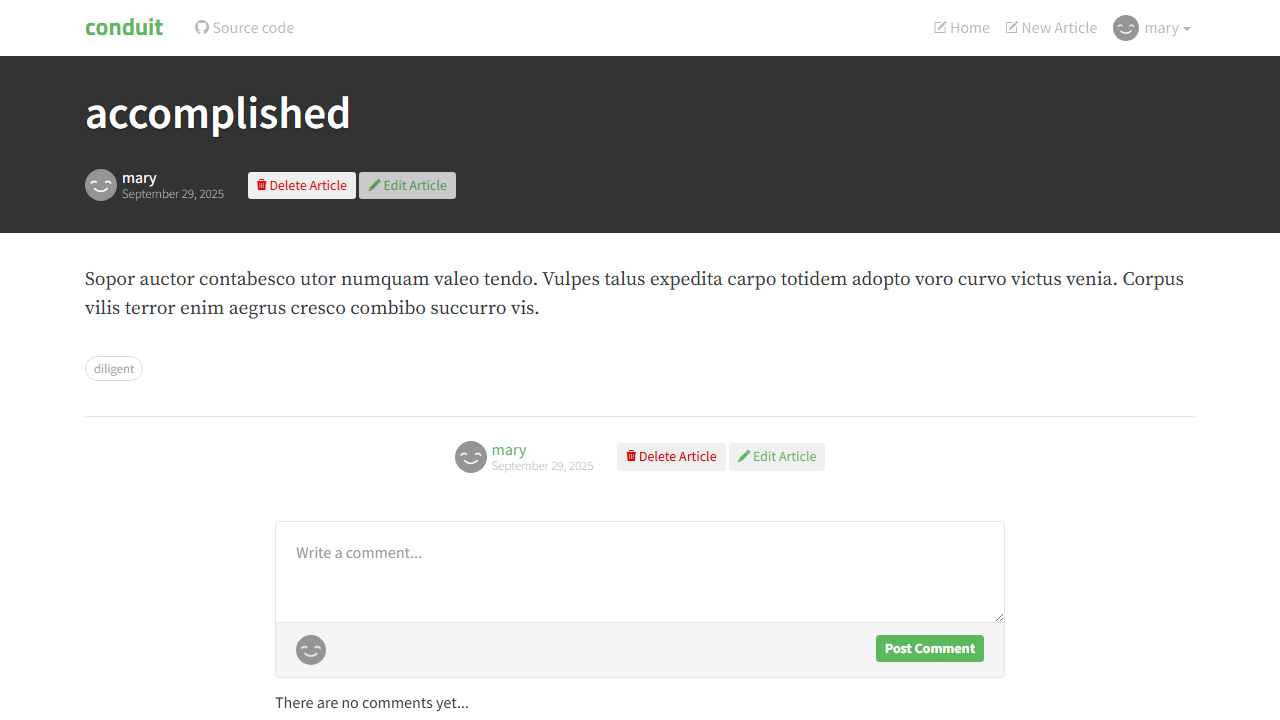 conduit
Source code
Home
New Article
mary
accomplished
mary
September 29, 2025
Delete Article
Edit Article
Sopor auctor contabesco utor numquam valeo tendo. Vulpes talus expedita carpo totidem adopto voro curvo victus venia. Corpus
vilis terror enim aegrus cresco combibo succurro vis.
diligent
mary
September 29, 2025
Delete Article
Edit Article
Write a comment...
Post Comment
There are no comments yet...